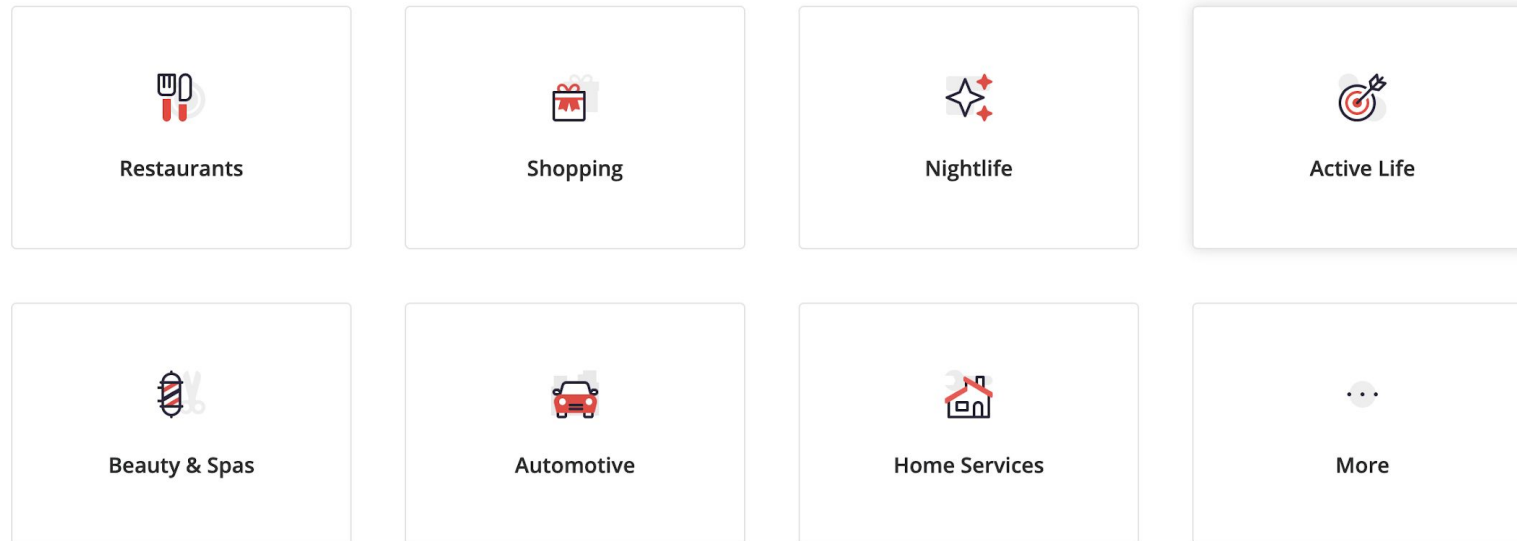 Restaurants
Shopping
Nightlife
Active Life
Beauty & Spas
Automotive
Home Services
More